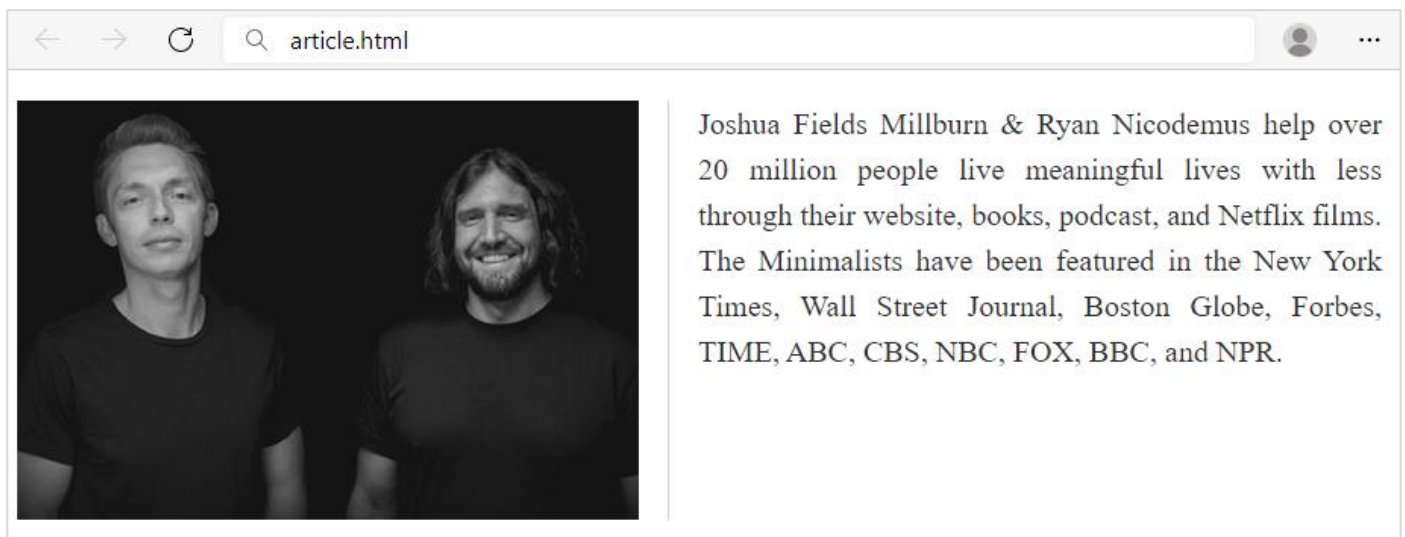 article.html
Joshua Fields Millburn & Ryan Nicodemus help over
20 million people live meaningful lives with less
through their website, books, podcast, and Netflix films.
The Minimalists have been featured in the New York
Times, Wall Street Journal, Boston Globe, Forbes,
TIME, ABC, CBS, NBC, FOX, BBC, and NPR.